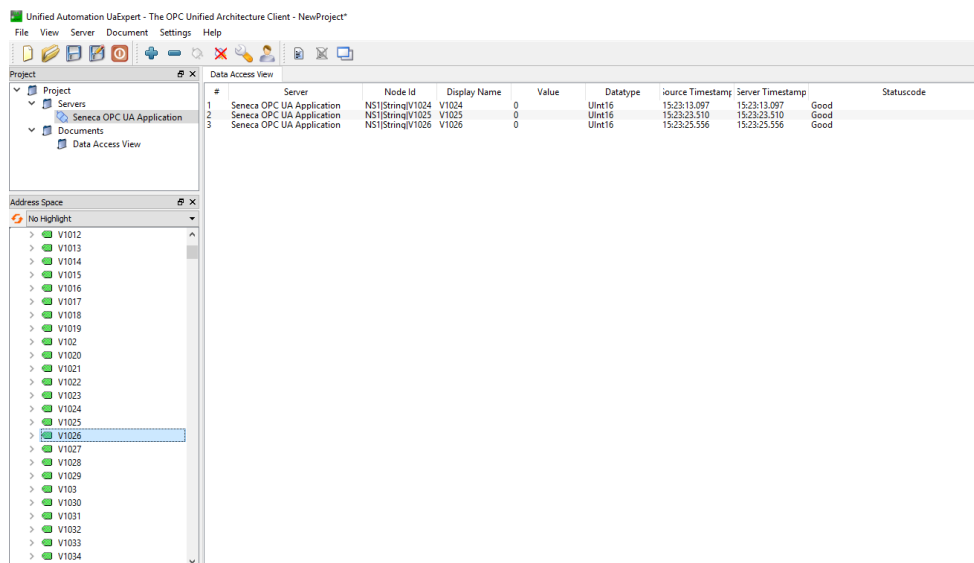 Unified Automation UaExpert - The OPC Unified Architecture Client - NewProject*
File View Server Document Settings Help
Project
Project
Servers
Seneca OPC UA Application
Documents
Data Access View
Data Access View
# Server Node Id Display Name Value Datatype Source Timestamp Server Timestamp Statuscode
1 Seneca OPC UA Application NS1|String|V1024 V1024 0 UInt16 15:23:13.097 15:23:13.097 Good
2 Seneca OPC UA Application NS1|String|V1025 V1025 0 UInt16 15:23:23.510 15:23:23.510 Good
3 Seneca OPC UA Application NS1|String|V1026 V1026 0 UInt16 15:23:25.556 15:23:25.556 Good
Address Space
No Highlight
V1012
V1013
V1014
V1015
V1016
V1017
V1018
V1019
V102
V1020
V1021
V1022
V1023
V1024
V1025
V1026
V1027
V1028
V1029
V103
V1030
V1031
V1032
V1033
V1034